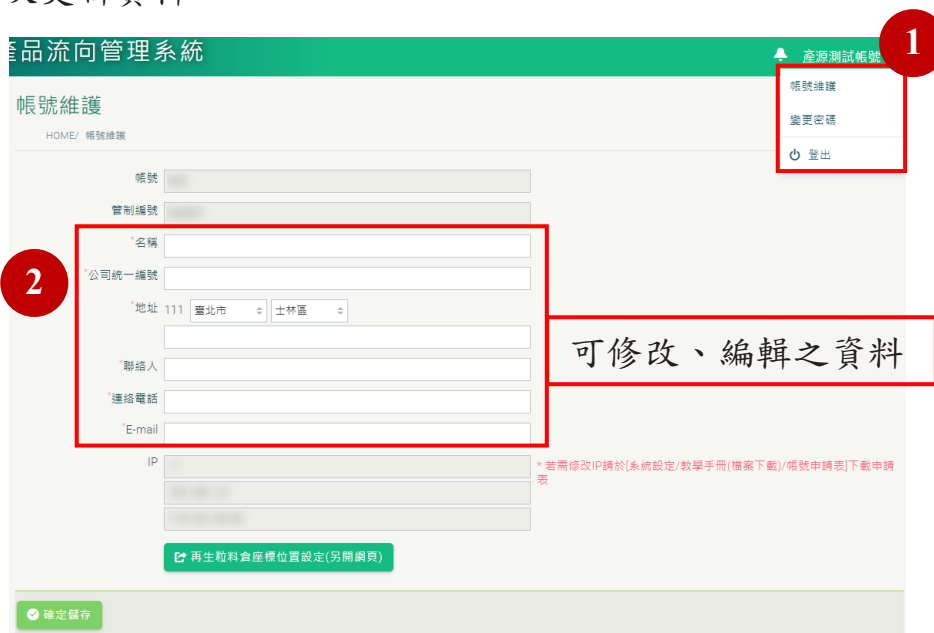 產品流向管理系統
1
產源測試帳號
帳號維護
帳號維護
變更密碼
HOME/ 帳號維護
登出
帳號
管制編號
*名稱
2
*公司統一編號
*地址 111 臺北市 士林區
可修改、編輯之資料
*聯絡人
*連絡電話
*E-mail
IP
* 若需修改IP請於[系統設定/教學手冊(檔案下載)/帳號申請表]下載申請
表
再生粒料倉座標位置設定(另開網頁)
確定儲存